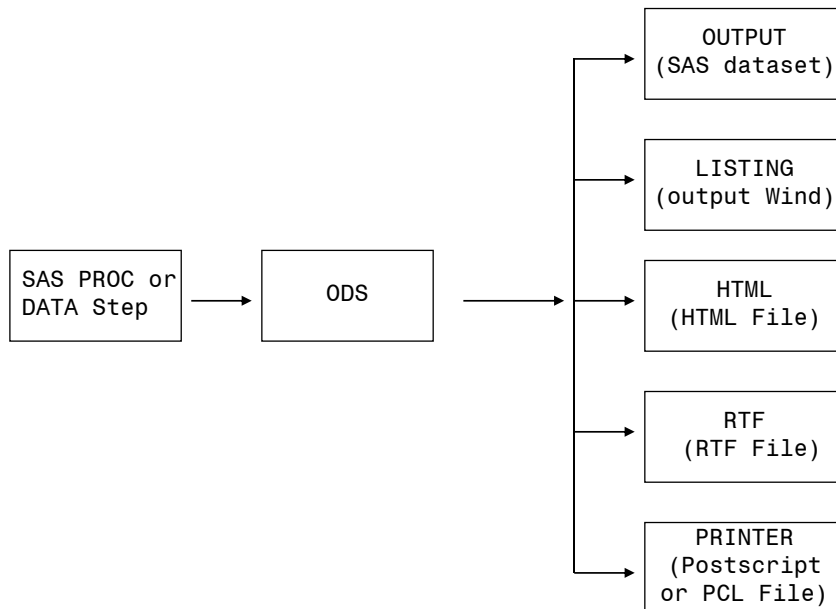 OUTPUT
(SAS dataset)
LISTING
(output Wind)
SAS PROC or
DATA Step
ODS
HTML
(HTML File)
RTF
(RTF File)
PRINTER
(Postscript
or PCL File)